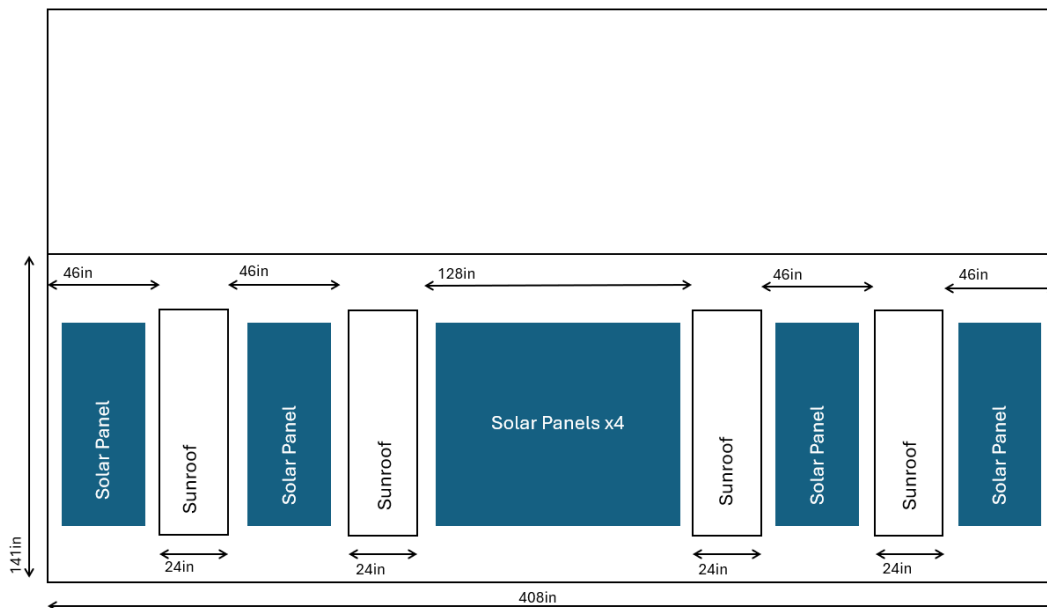 46in
46in
128in
46in
46in
Solar Panel
Sunroof
Solar Panel
Sunroof
Solar Panels x4
Sunroof
Solar Panel
Sunroof
Solar Panel
141in
24in
24in
24in
24in
408in